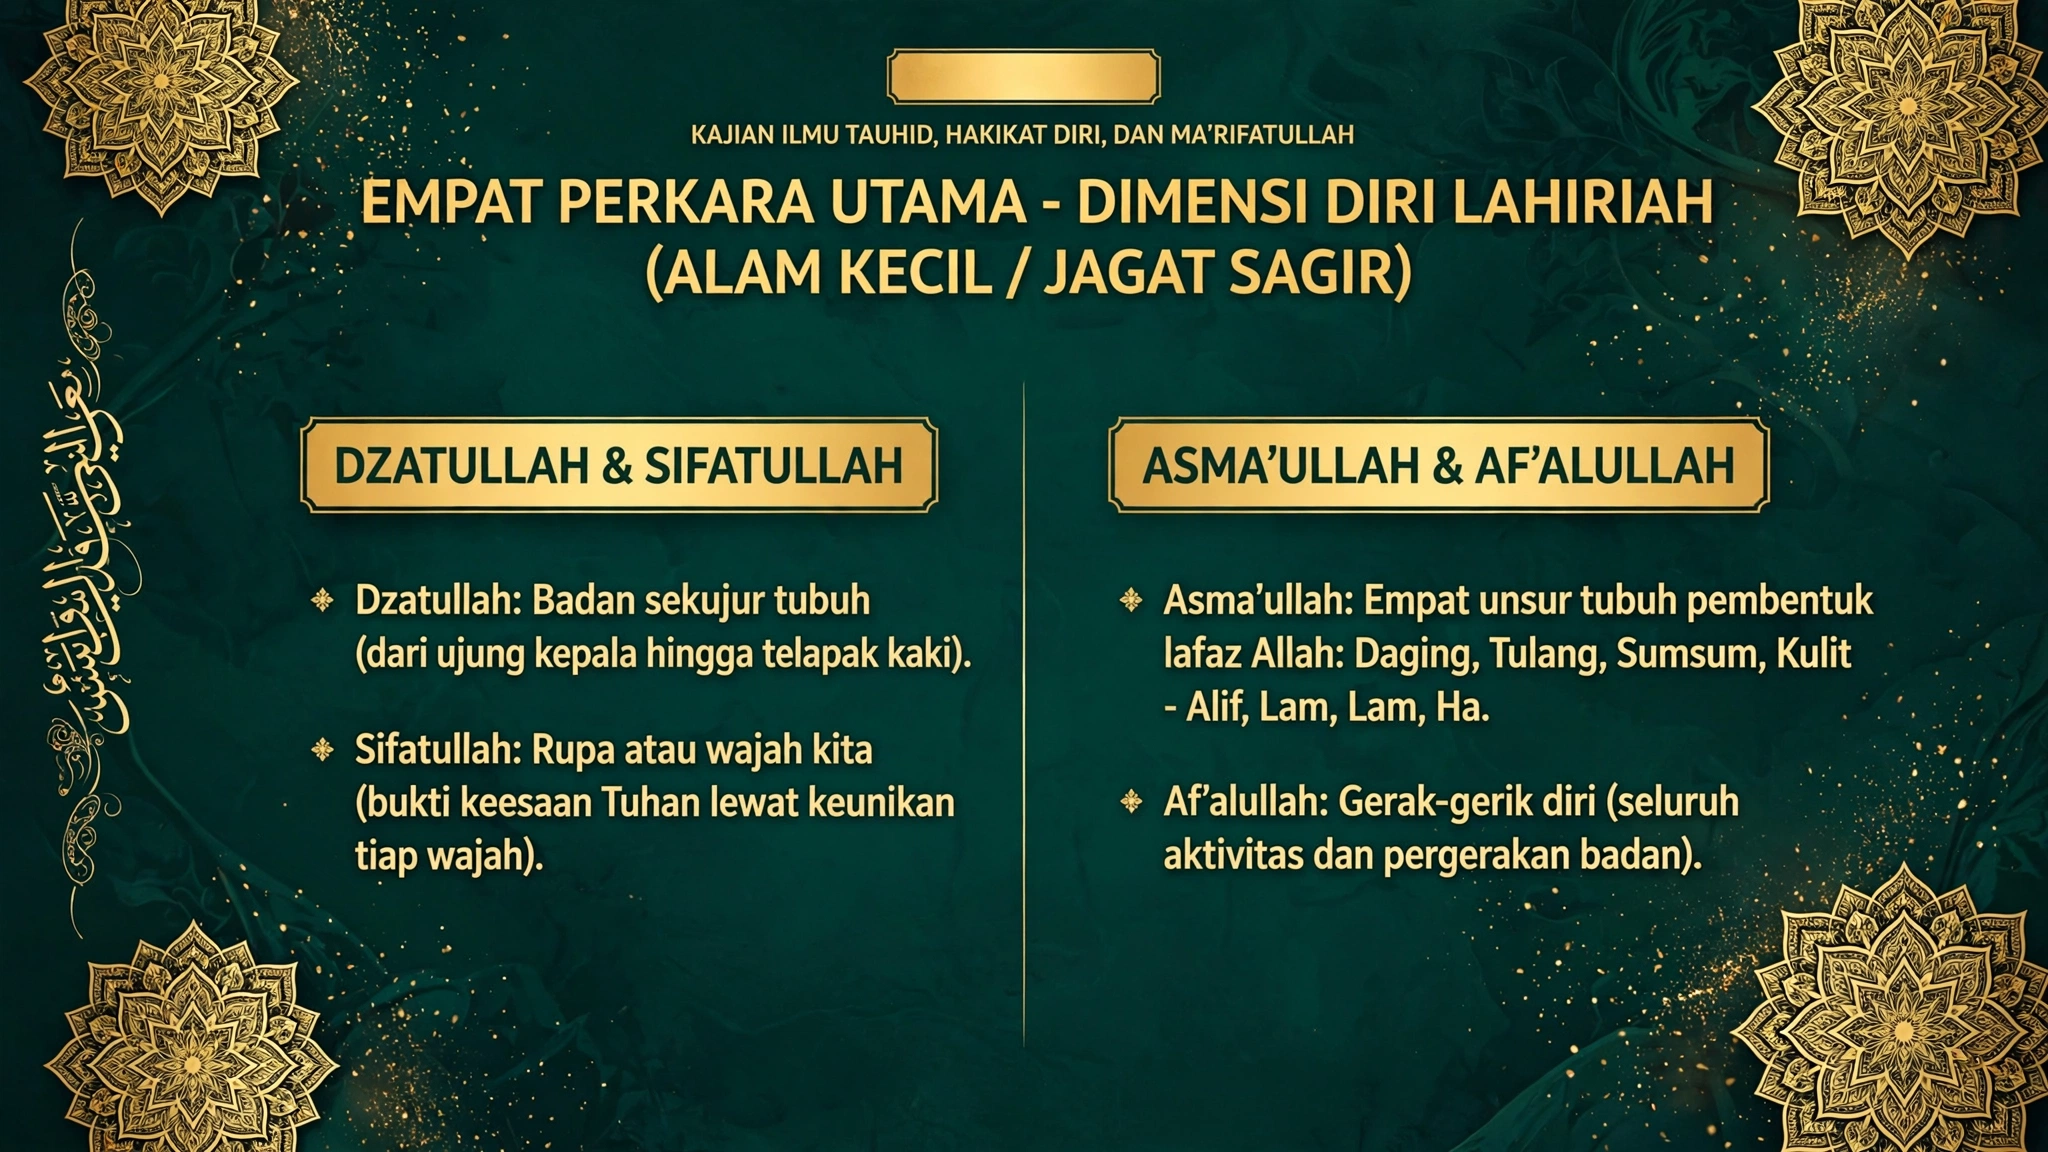 KAJIAN ILMU TAUHID, HAKIKAT DIRI, DAN MA’RIFATULLAH
EMPAT PERKARA UTAMA - DIMENSI DIRI LAHIRIAH
(ALAM KECIL / JAGAT SAGIR)
DZATULLAH & SIFATULLAH
Dzatullah: Badan sekujur tubuh
(dari ujung kepala hingga telapak kaki).
Sifatullah: Rupa atau wajah kita
(bukti keesaan Tuhan lewat keunikan
tiap wajah).
ASMA’ULLAH & AF’ALULLAH
Asma’ullah: Empat unsur tubuh pembentuk
lafaz Allah: Daging, Tulang, Sumsum, Kulit
- Alif, Lam, Lam, Ha.
Af’alullah: Gerak-gerik diri (seluruh
aktivitas dan pergerakan badan).